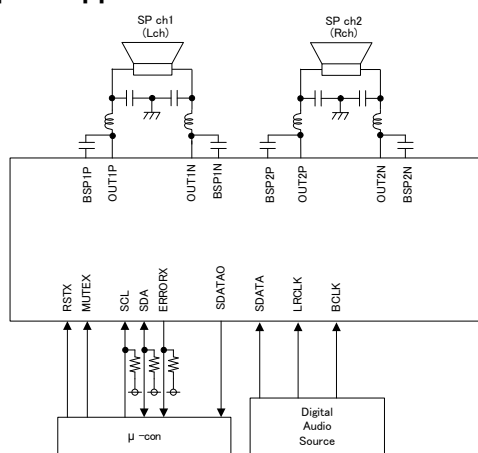 SP ch1
(Lch)
SP ch2
(Rch)
BSP1P
OUT1P
OUT1N
BSP1N
BSP2P
OUT2P
OUT2N
BSP2N
RSTX
MUTEX
SCL
SDA
ERRORX
SDATAO
SDATA
LRCLK
BCLK
μ-con
Digital
Audio
Source